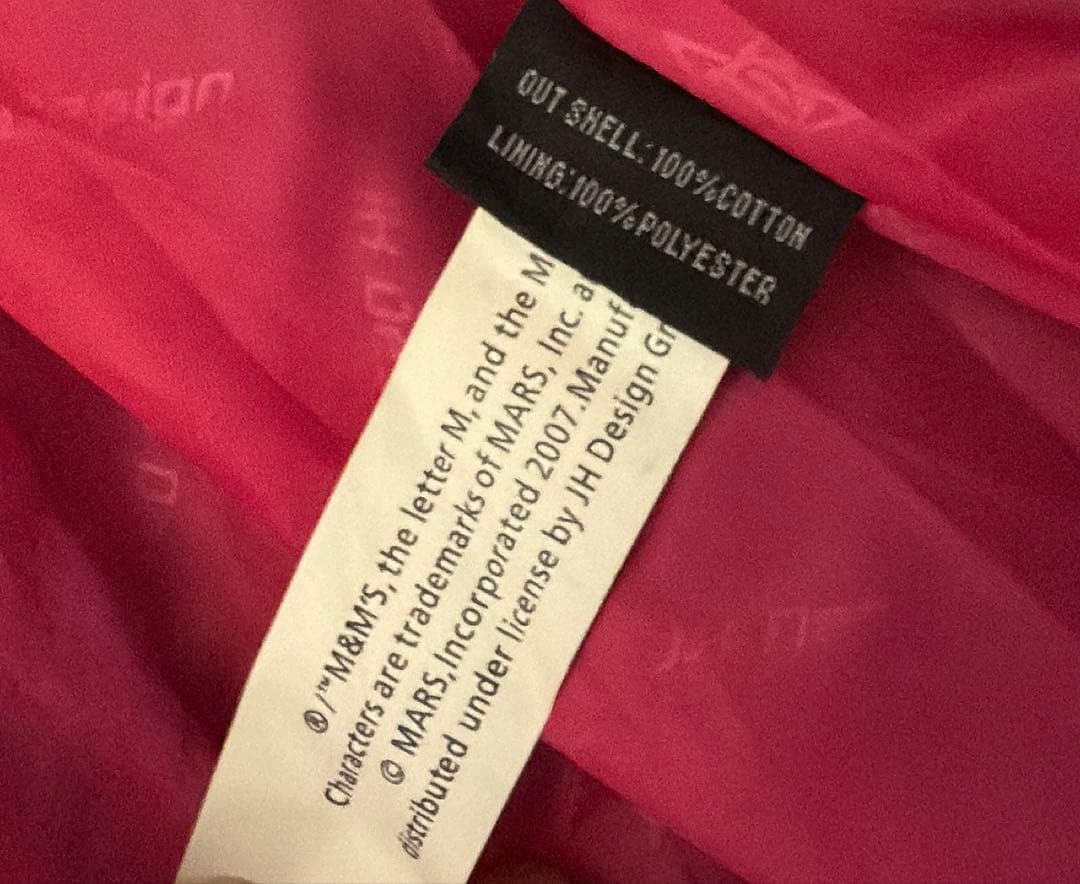 OUT SHELL:100%COTTON
LINING:100%POLYESTER
®/™M&M'S, the letter M, and the M
Characters are trademarks of MARS, Inc. a
© MARS,Incorporated 2007.Manuf
distributed under license by JH Design Gr